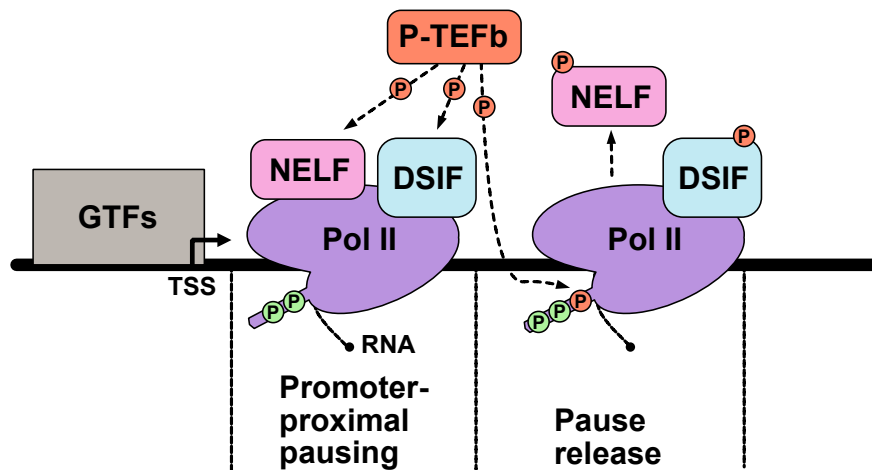 P-TEFb
P
P
P
P
NELF
P
NELF
DSIF
DSIF
GTFs
Pol II
Pol II
TSS
P
P
P
P
P
RNA
Promoter-
proximal
pausing
Pause
release